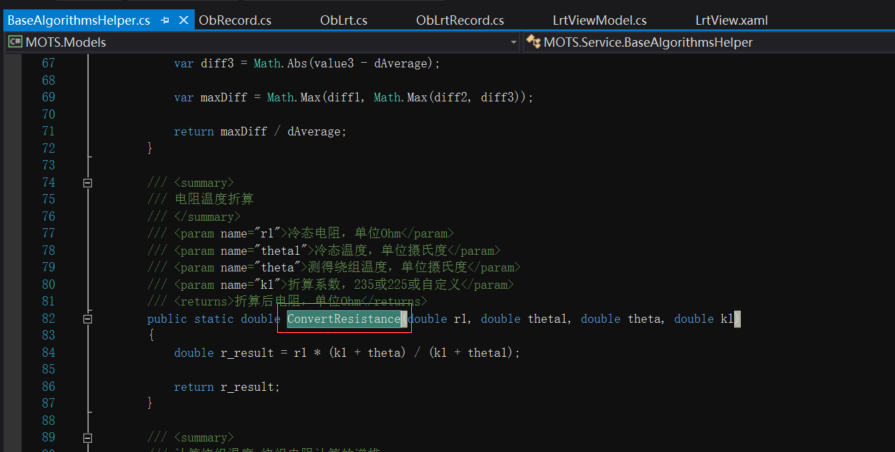 BaseAlgorithmsHelper.cs ObRecord.cs ObLrt.cs ObLrtRecord.cs LrtViewModel.cs LrtView.xaml
MOTS.Models MOTS.Service.BaseAlgorithmsHelper
67 var diff3 = Math.Abs(value3 - dAverage);
68
69 var maxDiff = Math.Max(diff1, Math.Max(diff2, diff3));
70
71 return maxDiff / dAverage;
72 }
73
74 /// <summary>
75 /// 电阻温度折算
76 /// </summary>
77 /// <param name="r1">冷态电阻，单位Ohm</param>
78 /// <param name="theta1">冷态温度，单位摄氏度</param>
79 /// <param name="theta">测得绕组温度，单位摄氏度</param>
80 /// <param name="k1">折算系数，235或225或自定义</param>
81 /// <returns>折算后电阻，单位Ohm</returns>
82 public static double ConvertResistance(double r1, double theta1, double theta, double k1)
83 {
84 double r_result = r1 * (k1 + theta) / (k1 + theta1);
85
86 return r_result;
87 }
88
89 /// <summary>